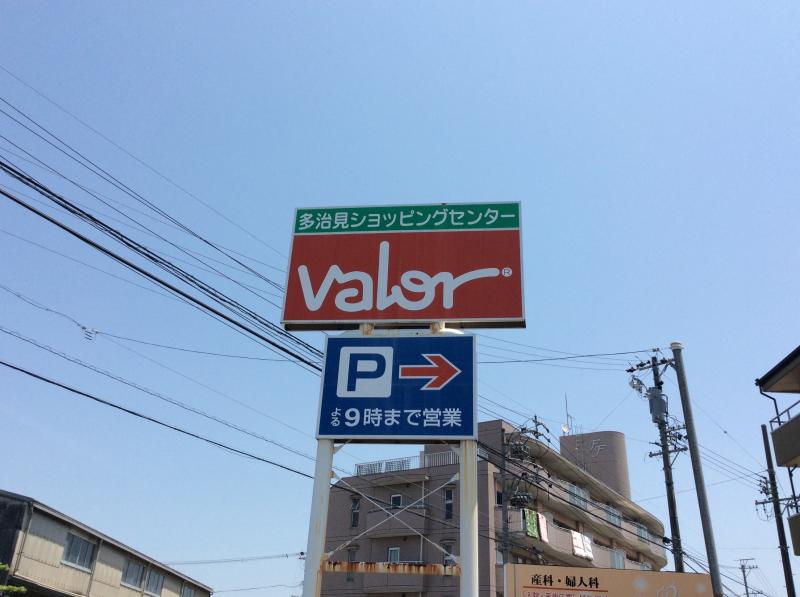 多治見ショッピングセンター
valor®
P
よる9時まで営業
産科・婦人科